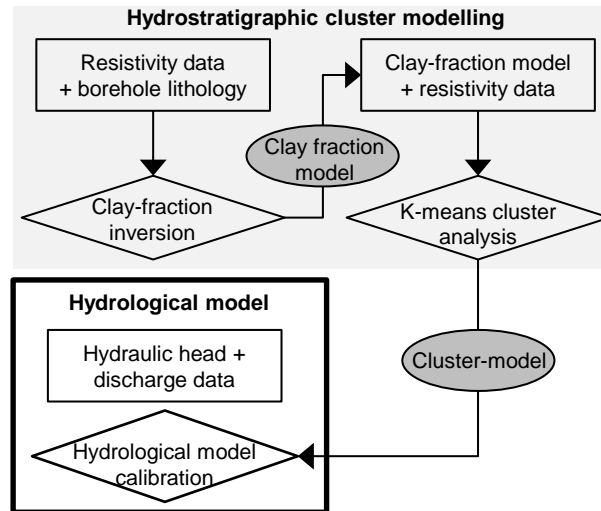 Hydrostratigraphic cluster modelling
Resistivity data
+ borehole lithology
Clay-fraction model
+ resistivity data
Clay fraction
model
Clay-fraction
inversion
K-means cluster
analysis
Hydrological model
Hydraulic head +
discharge data
Cluster-model
Hydrological model
calibration